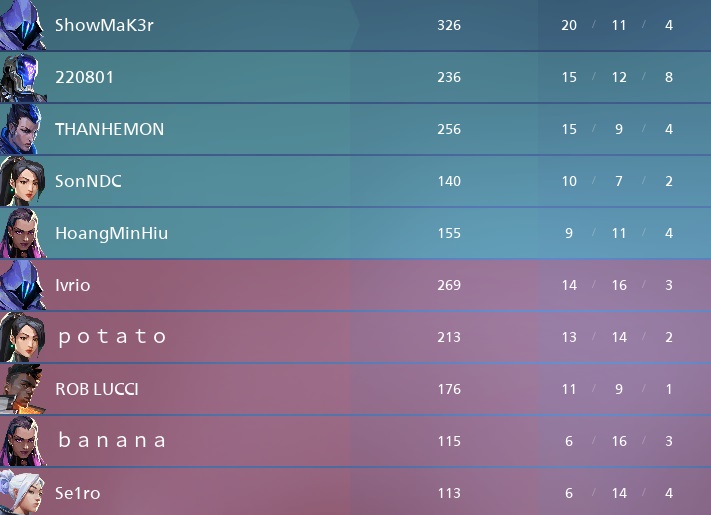 ShowMaK3r 326 20 / 11 / 4
220801 236 15 / 12 / 8
THANHEMON 256 15 / 9 / 4
SonNDC 140 10 / 7 / 2
HoangMinHiu 155 9 / 11 / 4
Ivrio 269 14 / 16 / 3
ｐｏｔａｔｏ 213 13 / 14 / 2
ROB LUCCI 176 11 / 9 / 1
ｂａｎａｎａ 115 6 / 16 / 3
Se1ro 113 6 / 14 / 4